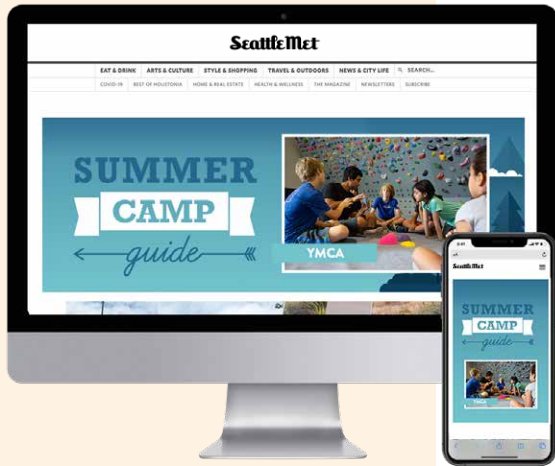 SeattleMet
EAT & DRINK ARTS & CULTURE STYLE & SHOPPING TRAVEL & OUTDOORS NEWS & CITY LIFE SEARCH...
COVID-19 BEST OF HOUSTONIA HOME & REAL ESTATE HEALTH & WELLNESS THE MAGAZINE NEWSLETTERS SUBSCRIBE
SUMMER
CAMP
guide
YMCA
SeattleMet
SUMMER
CAMP
guide
YMCA